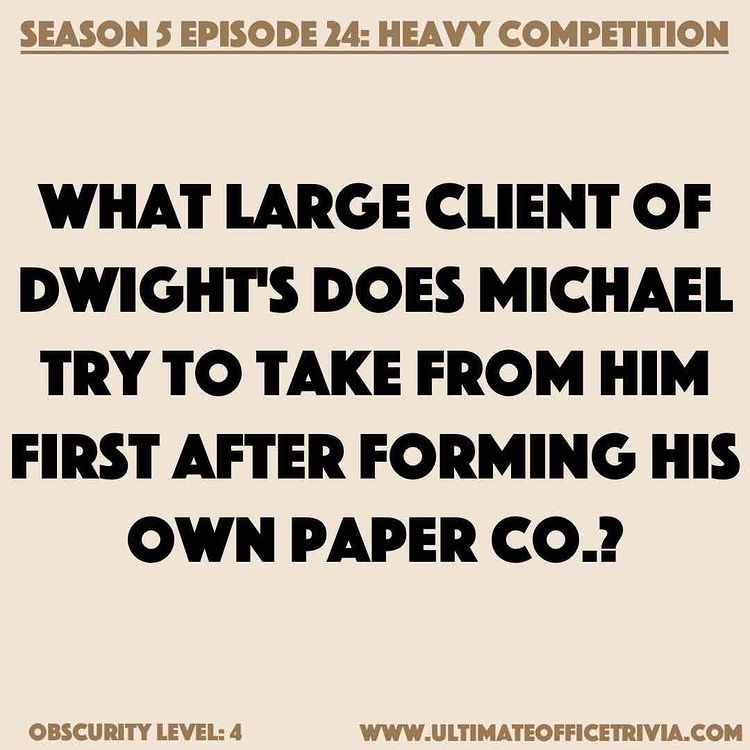 SEASON 5 EPISODE 24: HEAVY COMPETITION
WHAT LARGE CLIENT OF
DWIGHT'S DOES MICHAEL
TRY TO TAKE FROM HIM
FIRST AFTER FORMING HIS
OWN PAPER CO.?
OBSCURITY LEVEL: 4
WWW.ULTIMATEOFFICETRIVIA.COM